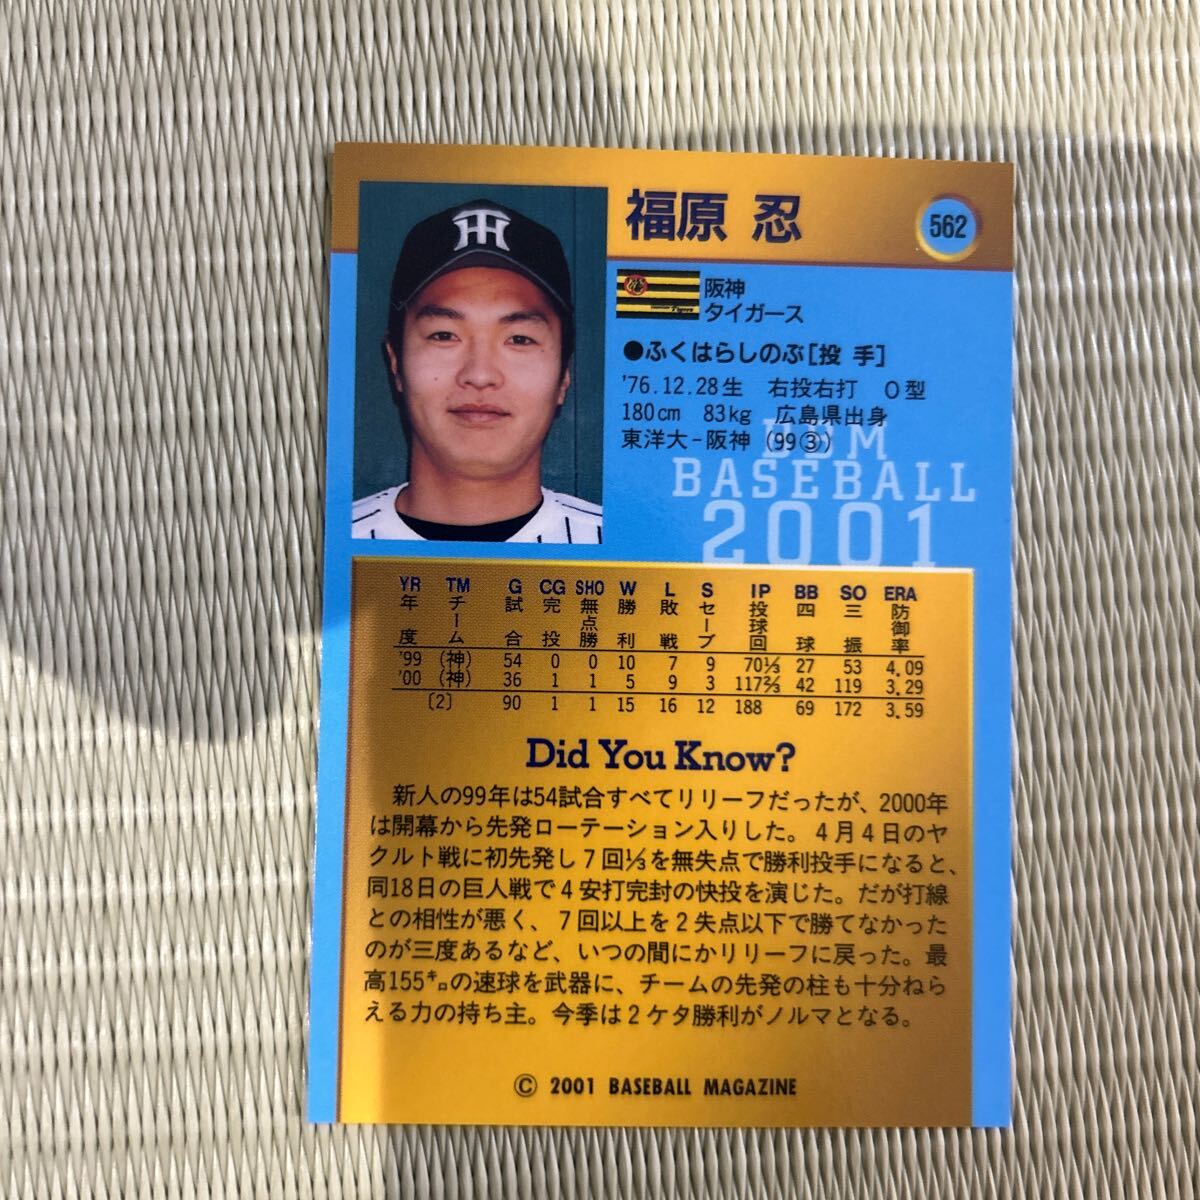 福原 忍
562
阪神
タイガース
●ふくはらしのぶ[投 手]
'76.12.28生 右投右打 O型
180cm 83kg 広島県出身
東洋大-阪神(99③)
BBM
BASEBALL
2001
YR TM G CG SHO W L S IP BB SO ERA
年度 チーム 試合 完投 無点勝 勝利 敗戦 セーブ 投球回 四球 三振 防御率
'99 (神) 54 0 0 10 7 9 70⅓ 27 53 4.09
'00 (神) 36 1 1 5 9 3 117⅔ 42 119 3.29
〔2〕 90 1 1 15 16 12 188 69 172 3.59
Did You Know?
新人の99年は54試合すべてリリーフだったが、2000年
は開幕から先発ローテーション入りした。4月4日のヤ
クルト戦に初先発し7回⅓を無失点で勝利投手になると、
同18日の巨人戦で4安打完封の快投を演じた。だが打線
との相性が悪く、7回以上を2失点以下で勝てなかった
のが三度あるなど、いつの間にかリリーフに戻った。最
高155㌔の速球を武器に、チームの先発の柱も十分ねら
える力の持ち主。今季は2ケタ勝利がノルマとなる。
© 2001 BASEBALL MAGAZINE